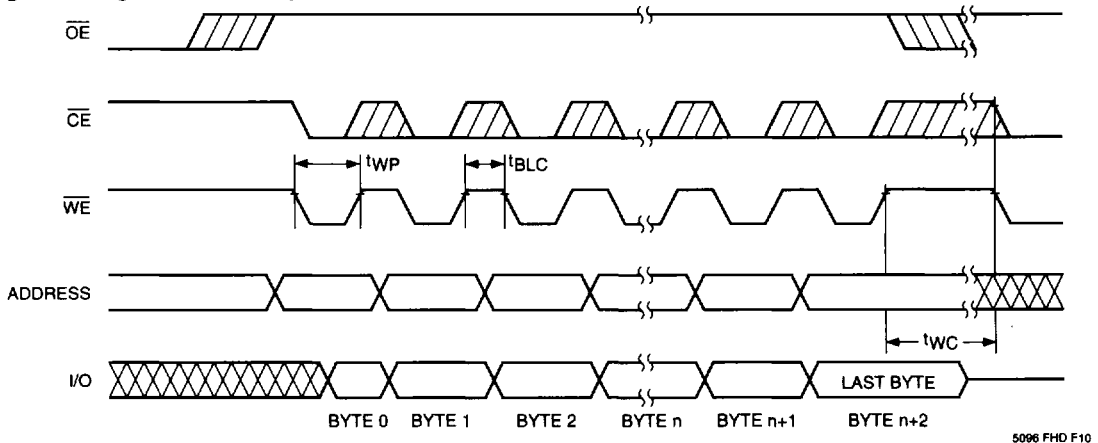 OE
CE
tWP
tBLC
WE
ADDRESS
tWC
I/O
LAST BYTE
BYTE 0 BYTE 1 BYTE 2 BYTE n BYTE n+1 BYTE n+2
5096 FHD F10